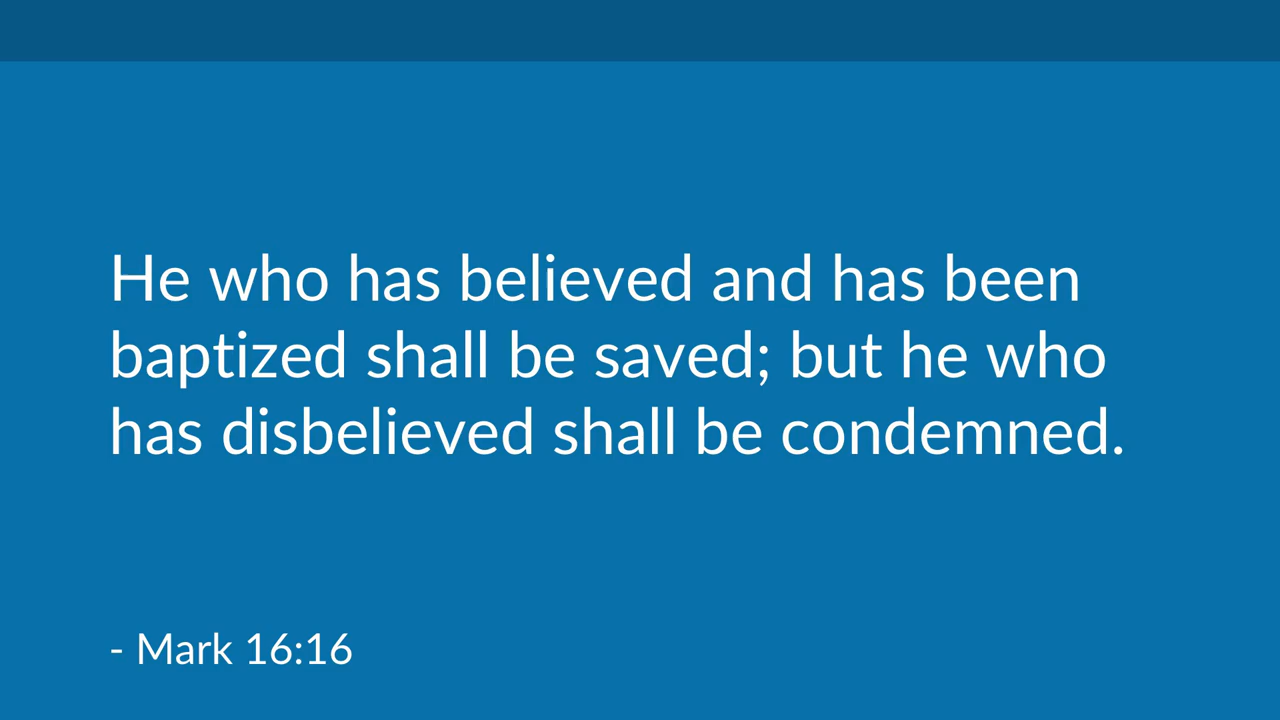 He who has believed and has been
baptized shall be saved; but he who
has disbelieved shall be condemned.
- Mark 16:16